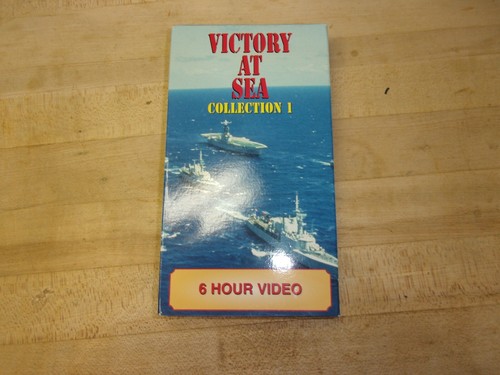 VICTORY
AT
SEA
COLLECTION 1
6 HOUR VIDEO